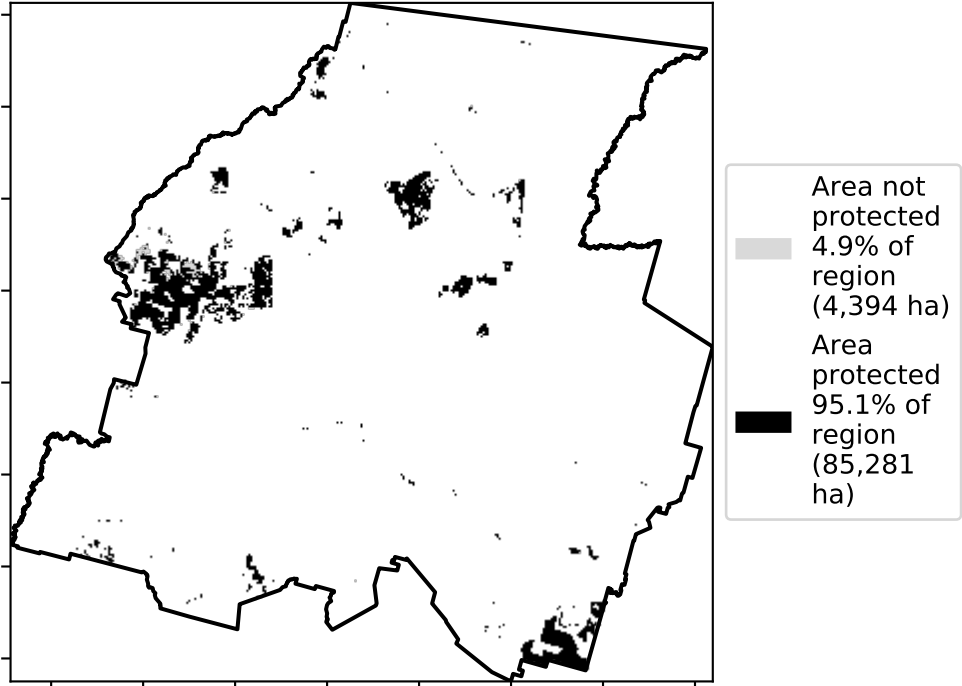 Area not
protected
4.9% of
region
(4,394 ha)
Area
protected
95.1% of
region
(85,281
ha)